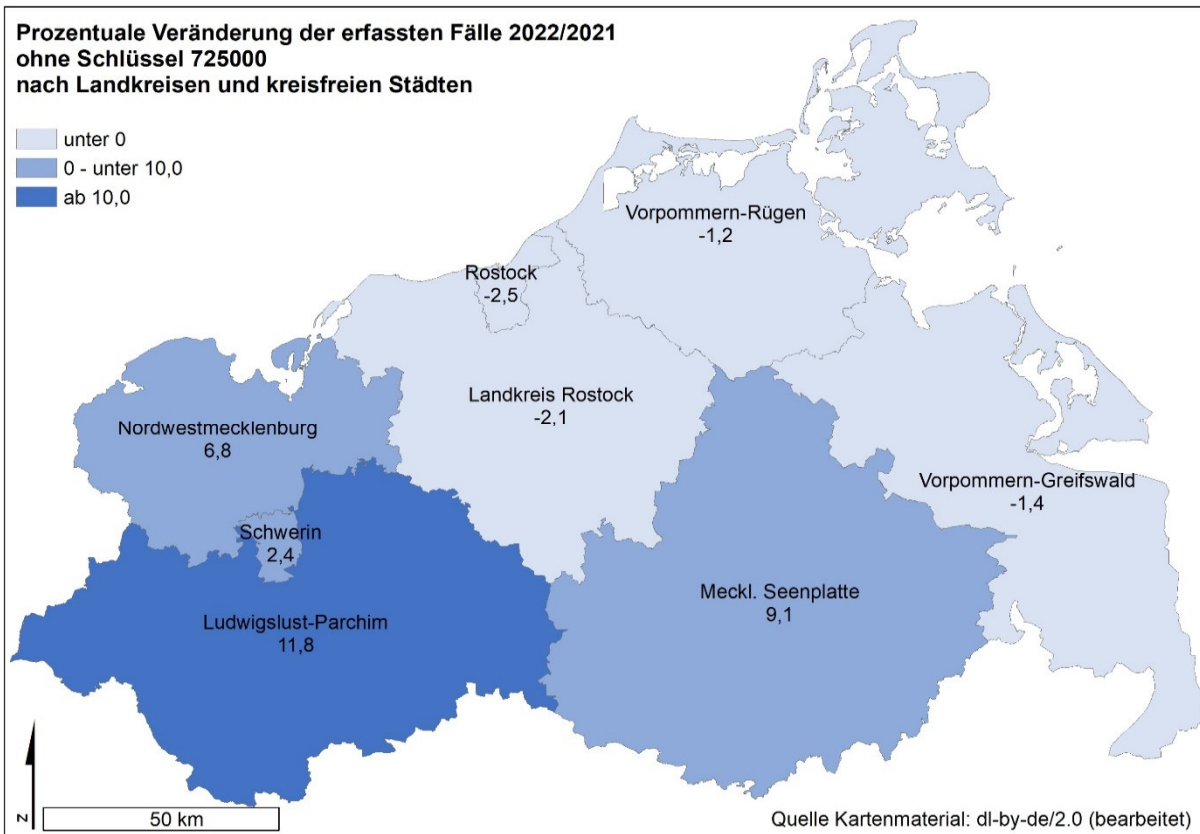 Prozentuale Veränderung der erfassten Fälle 2022/2021
ohne Schlüssel 725000
nach Landkreisen und kreisfreien Städten
unter 0
0 - unter 10,0
ab 10,0
Vorpommern-Rügen
-1,2
Rostock
-2,5
Landkreis Rostock
-2,1
Nordwestmecklenburg
6,8
Vorpommern-Greifswald
-1,4
Schwerin
2,4
Meckl. Seenplatte
9,1
Ludwigslust-Parchim
11,8
N
50 km
Quelle Kartenmaterial: dl-by-de/2.0 (bearbeitet)